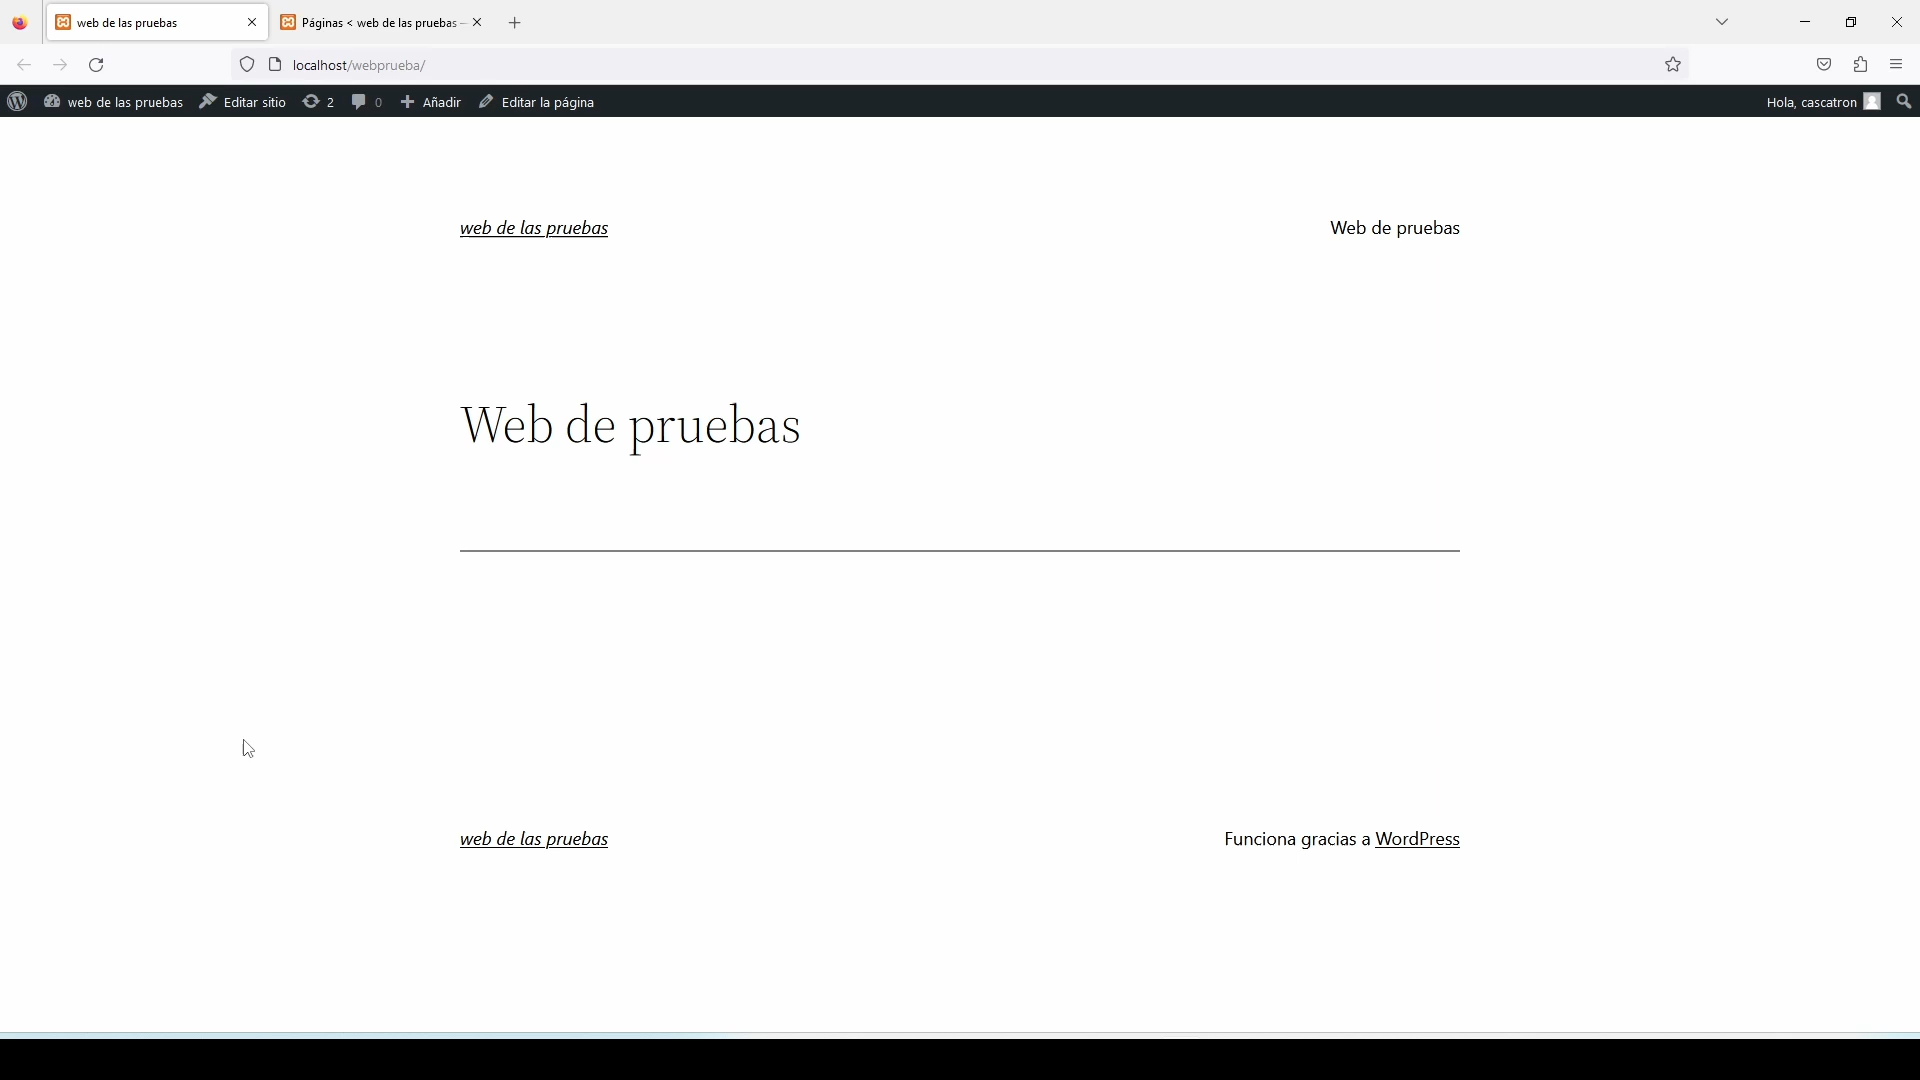 web de las pruebas
Páginas < web de las pruebas —
localhost/webprueba/
web de las pruebas Editar sitio 2 0 Añadir Editar la página Hola, cascatron
web de las pruebas Web de pruebas
Web de pruebas
web de las pruebas Funciona gracias a WordPress